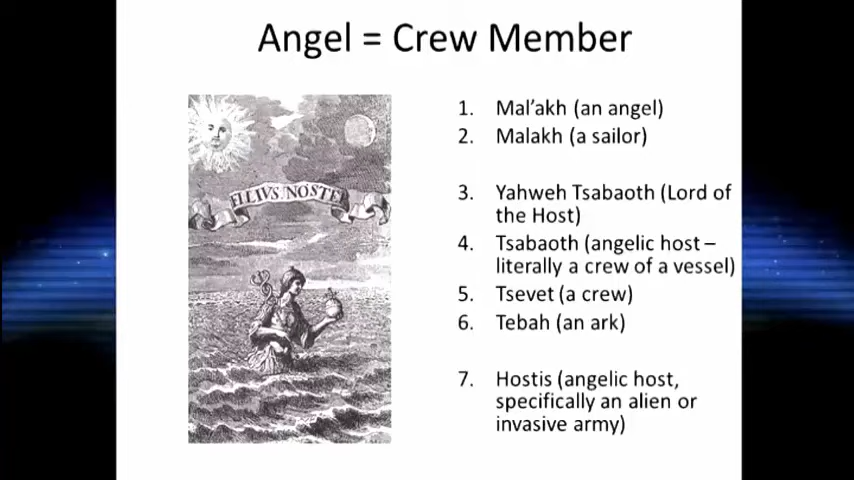 Angel = Crew Member
FILIVS NOSTE
1. Mal’akh (an angel)
2. Malakh (a sailor)
3. Yahweh Tsabaoth (Lord of
the Host)
4. Tsabaoth (angelic host –
literally a crew of a vessel)
5. Tsevet (a crew)
6. Tebah (an ark)
7. Hostis (angelic host,
specifically an alien or
invasive army)